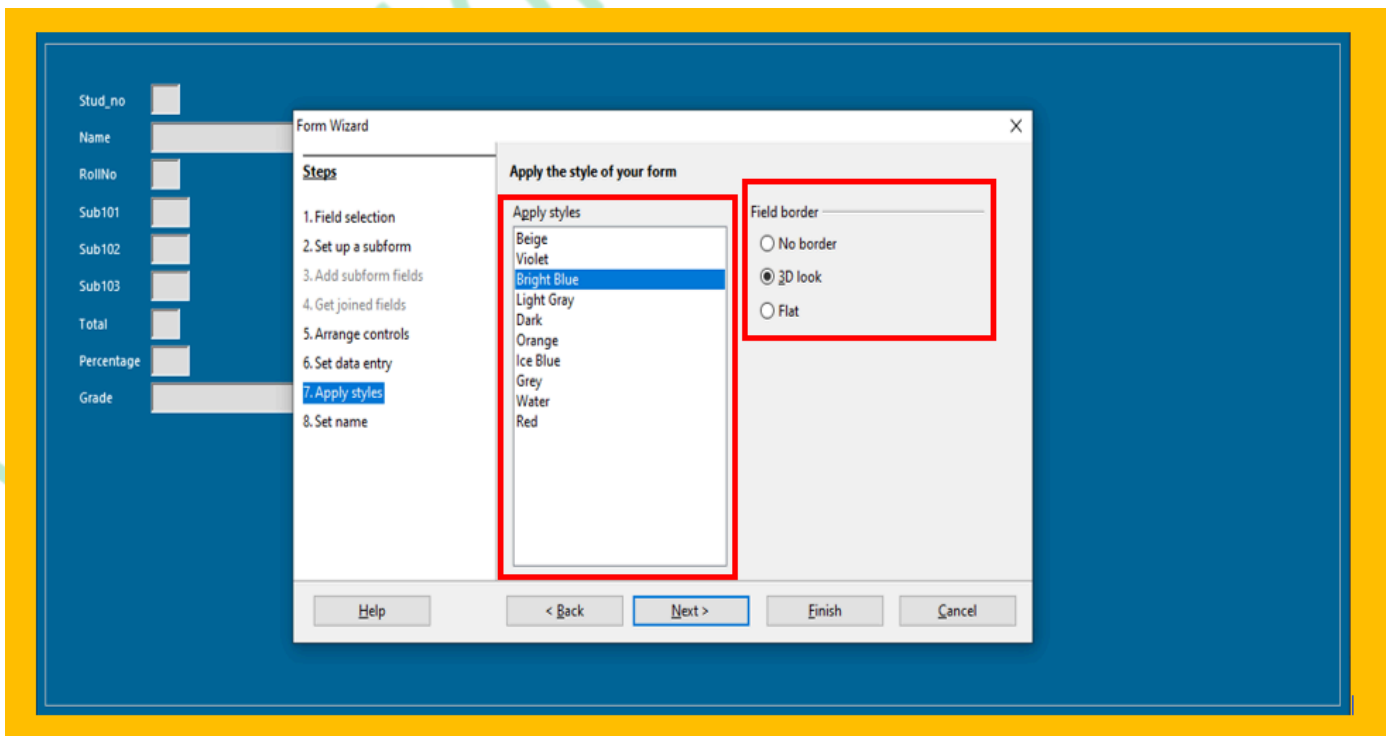 Stud_no
Name
RollNo
Sub101
Sub102
Sub103
Total
Percentage
Grade
Form Wizard
Steps
1. Field selection
2. Set up a subform
3. Add subform fields
4. Get joined fields
5. Arrange controls
6. Set data entry
7. Apply styles
8. Set name
Apply the style of your form
Apply styles
Beige
Violet
Bright Blue
Light Gray
Dark
Orange
Ice Blue
Grey
Water
Red
Field border
No border
3D look
Flat
Help
< Back
Next >
Finish
Cancel